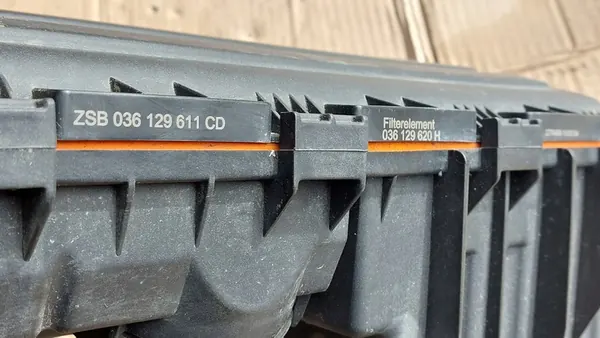 ZSB 036 129 611 CD
Filterelement
036 129 620 H